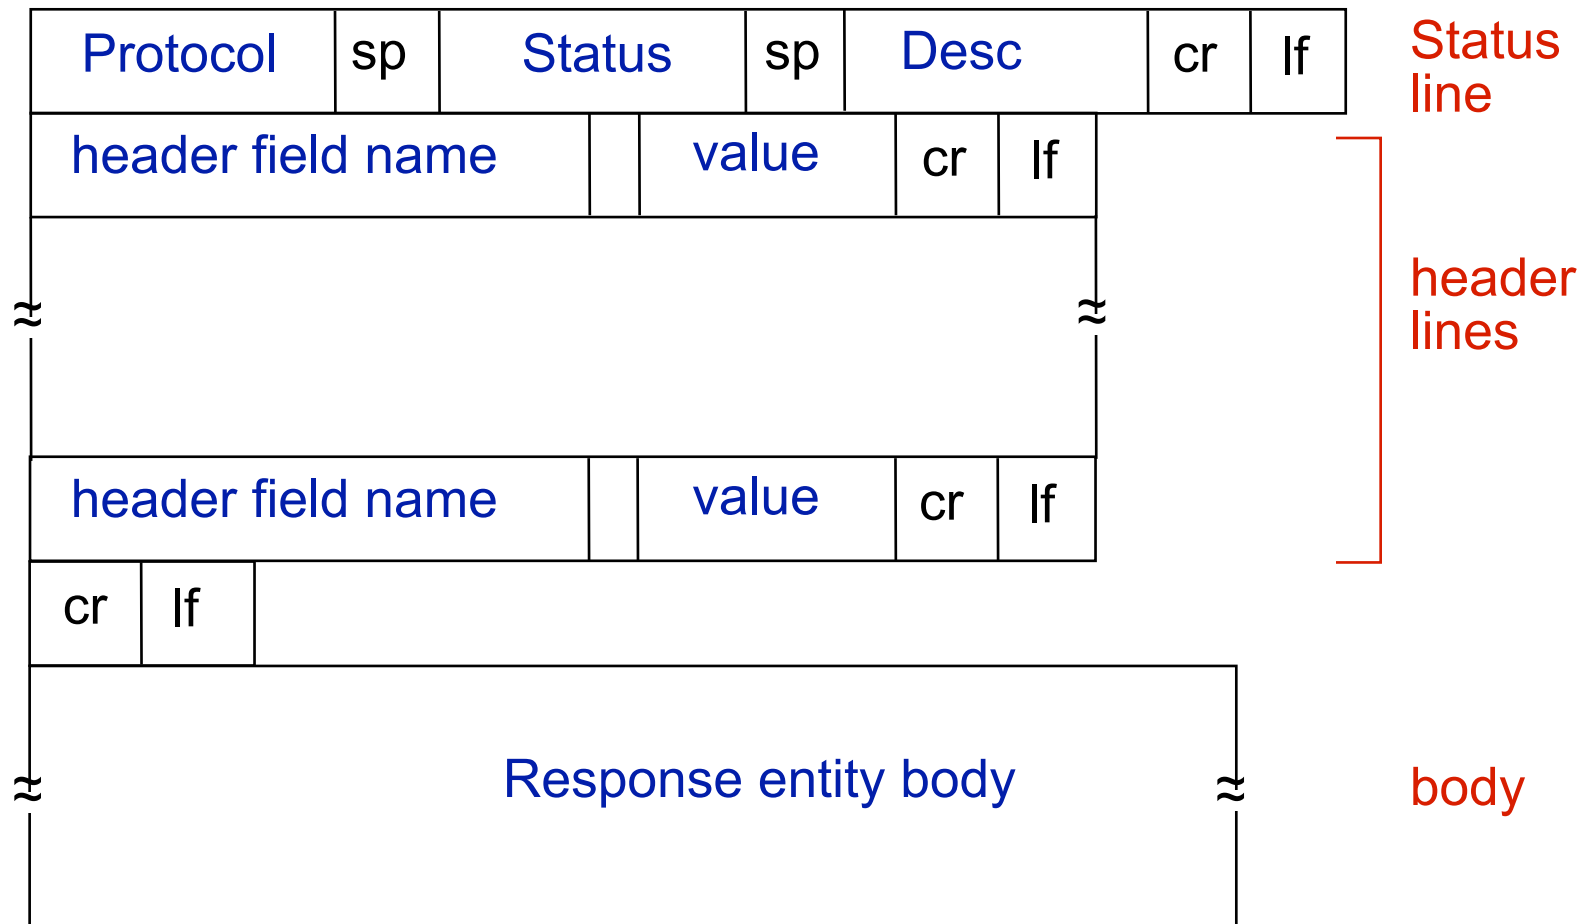 Protocol sp Status sp Desc cr lf
Status
line
header field name value cr lf
header
lines
header field name value cr lf
cr lf
Response entity body
body